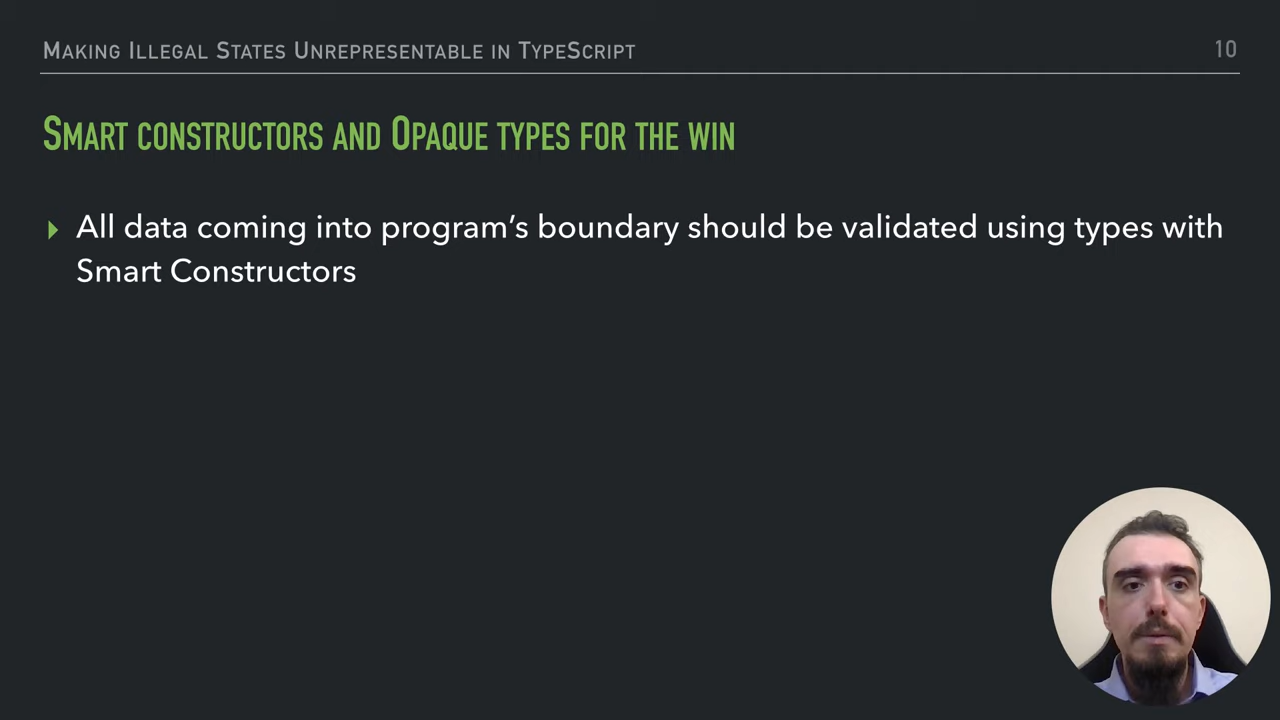 Making Illegal States Unrepresentable in TypeScript
10
Smart constructors and Opaque types for the win
All data coming into program’s boundary should be validated using types with
Smart Constructors